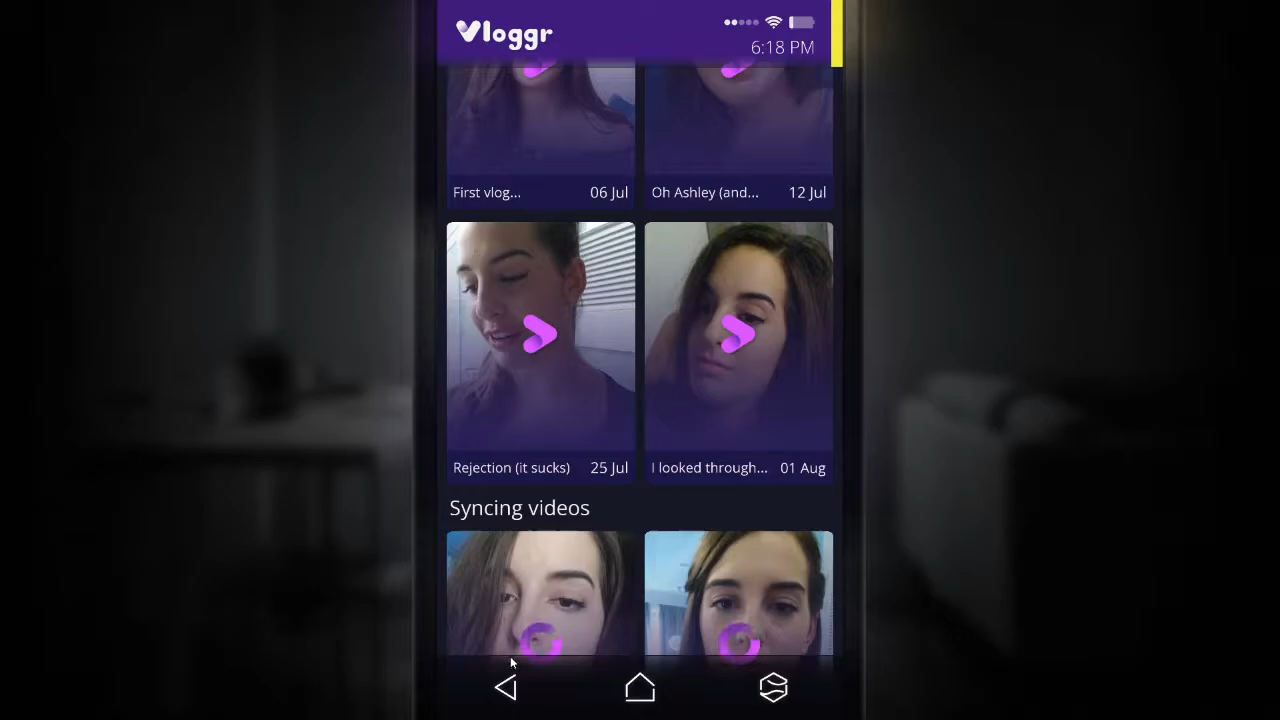 Vloggr
6:18 PM
First vlog... 06 Jul
Oh Ashley (and... 12 Jul
Rejection (it sucks) 25 Jul
I looked through... 01 Aug
Syncing videos